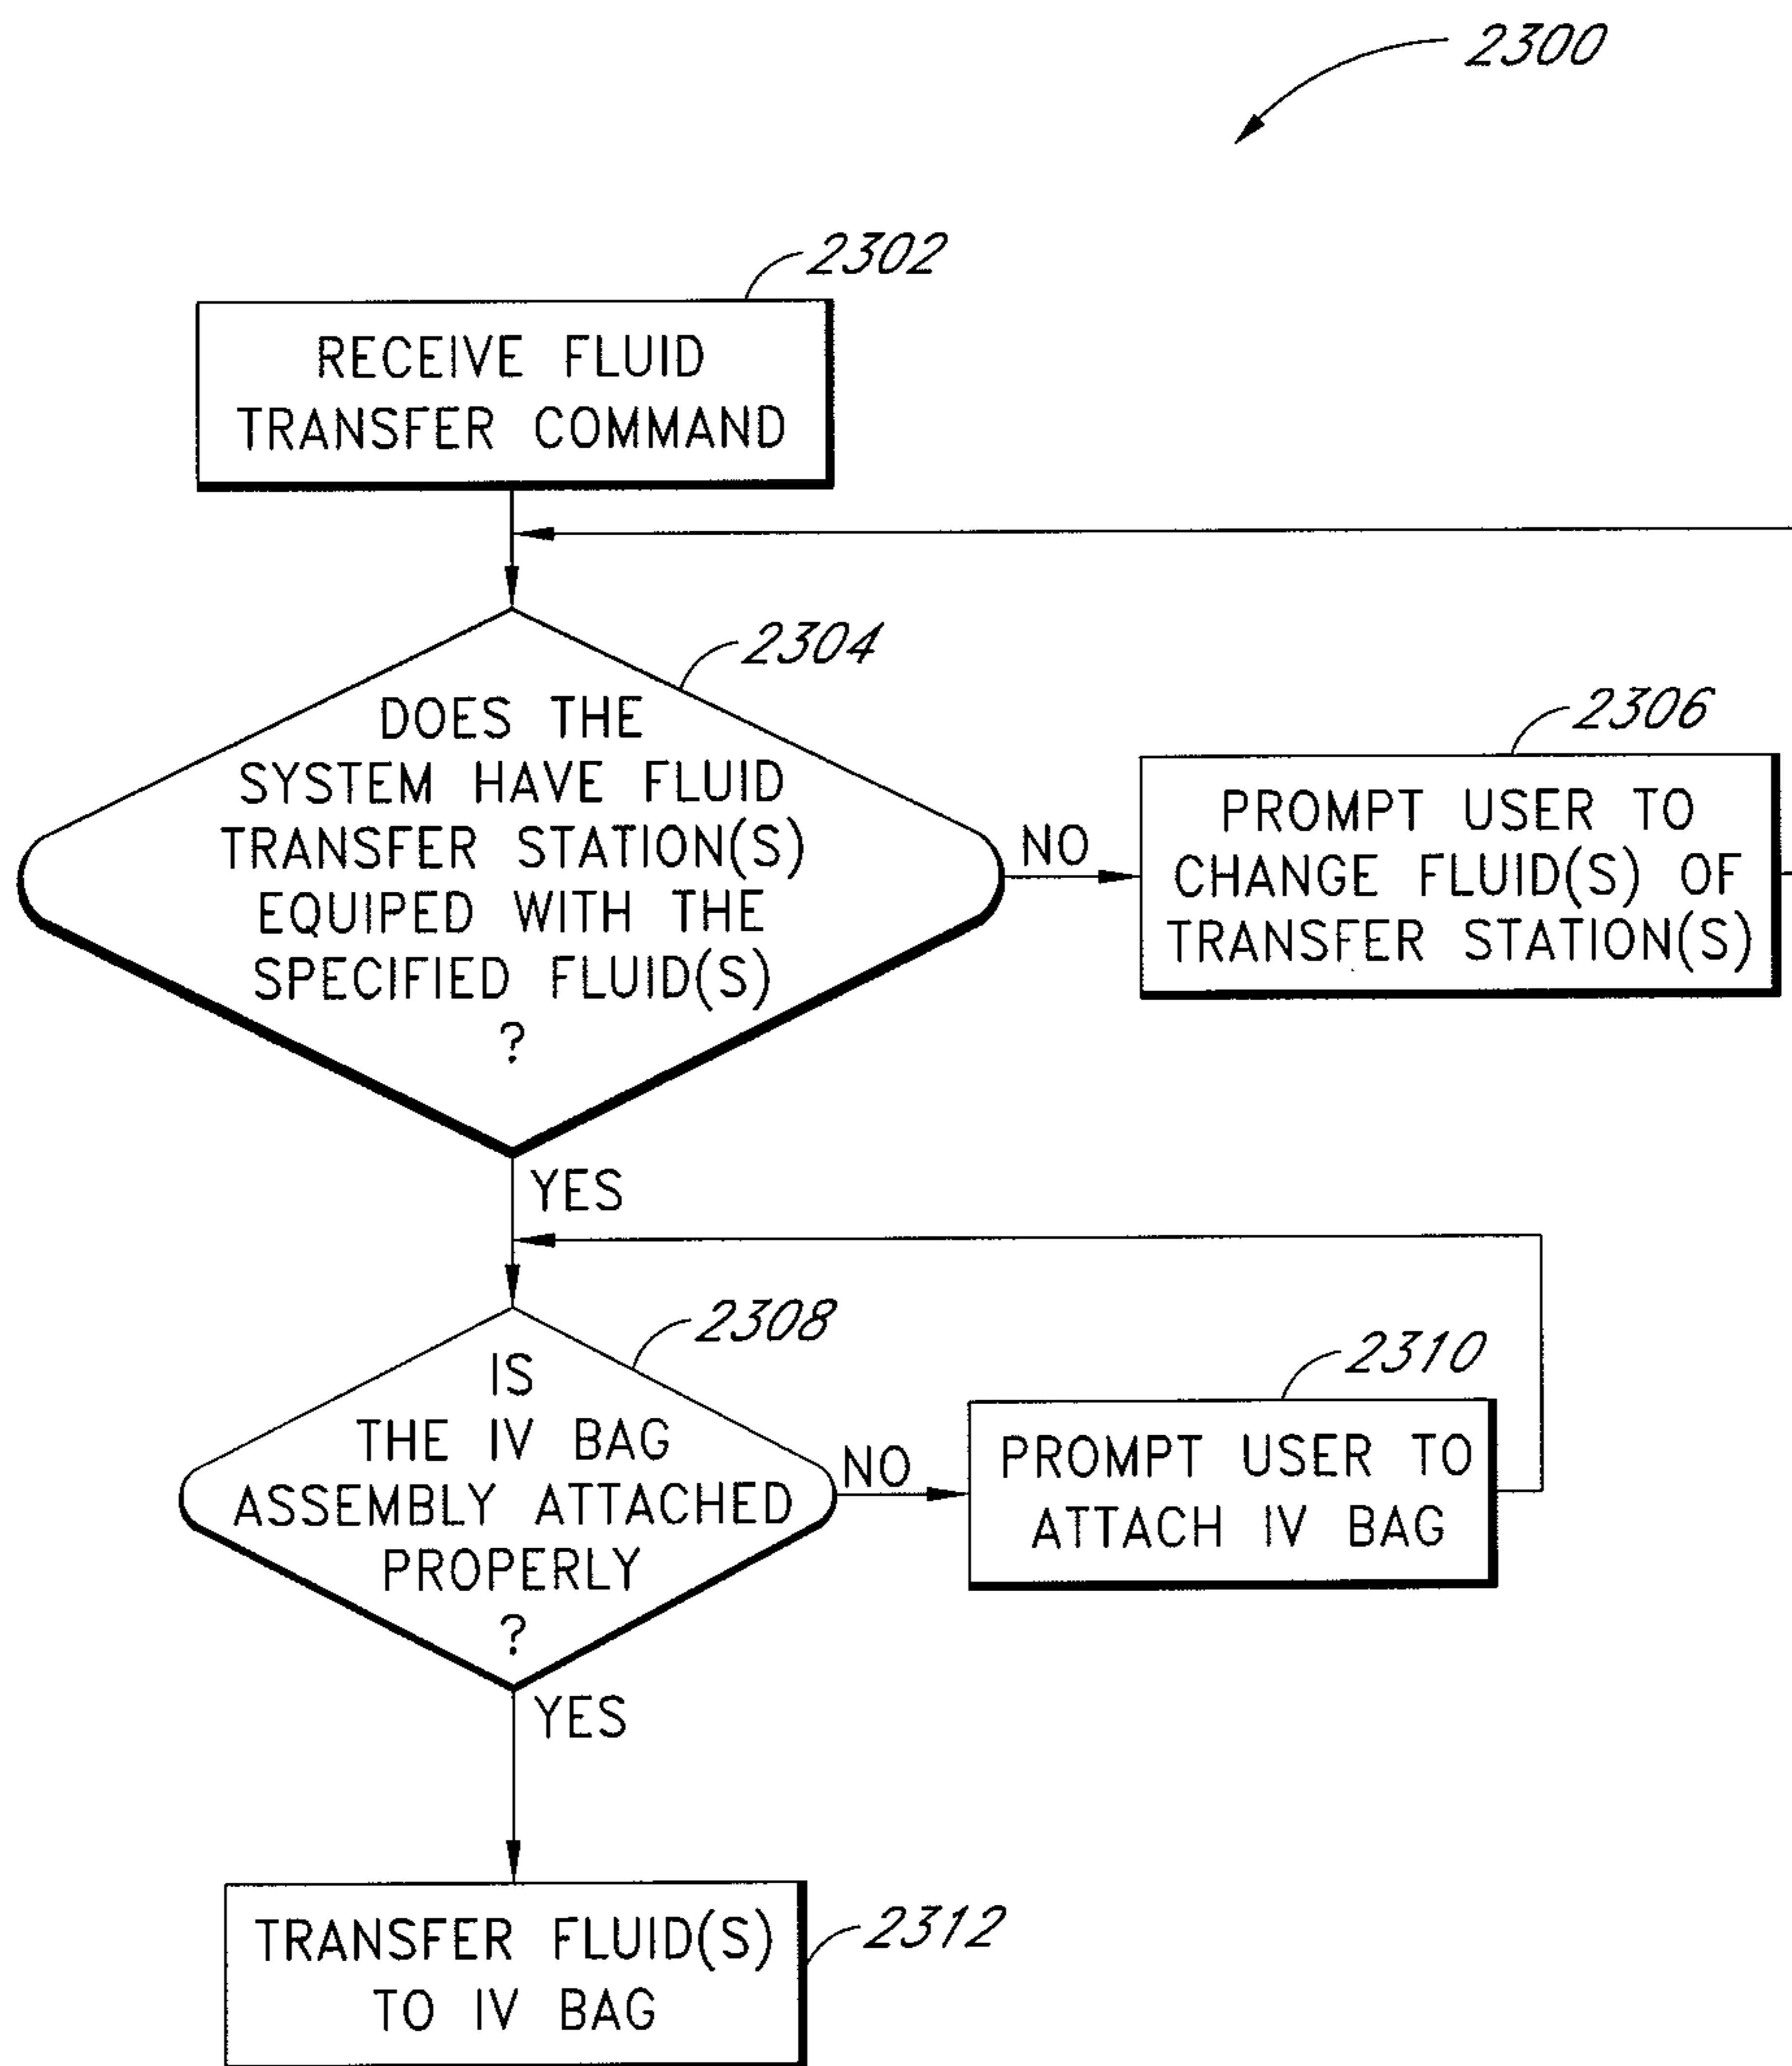 2300
2302
RECEIVE FLUID
TRANSFER COMMAND
2304
DOES THE
SYSTEM HAVE FLUID
TRANSFER STATION(S)
EQUIPED WITH THE
SPECIFIED FLUID(S)
?
NO
2306
PROMPT USER TO
CHANGE FLUID(S) OF
TRANSFER STATION(S)
YES
2308
IS
THE IV BAG
ASSEMBLY ATTACHED
PROPERLY
?
NO
2310
PROMPT USER TO
ATTACH IV BAG
YES
2312
TRANSFER FLUID(S)
TO IV BAG